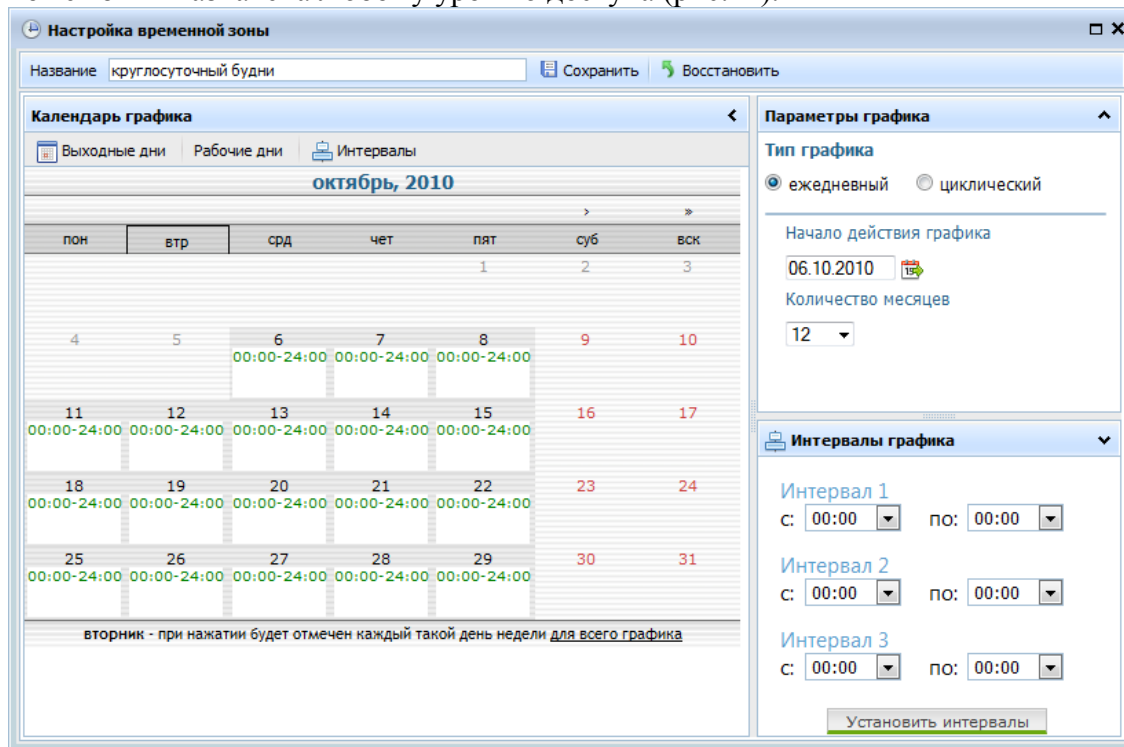 Настройка временной зоны
Название круглосуточный будни Сохранить Восстановить
Календарь графика
Выходные дни Рабочие дни Интервалы
октябрь, 2010
› »
пон втр срд чет пят суб вск
1 2 3
4 5 6 7 8 9 10
00:00-24:00 00:00-24:00 00:00-24:00
11 12 13 14 15 16 17
00:00-24:00 00:00-24:00 00:00-24:00 00:00-24:00 00:00-24:00
18 19 20 21 22 23 24
00:00-24:00 00:00-24:00 00:00-24:00 00:00-24:00 00:00-24:00
25 26 27 28 29 30 31
00:00-24:00 00:00-24:00 00:00-24:00 00:00-24:00 00:00-24:00
вторник - при нажатии будет отмечен каждый такой день недели для всего графика
Параметры графика
Тип графика
ежедневный циклический
Начало действия графика
06.10.2010
Количество месяцев
12
Интервалы графика
Интервал 1
с: 00:00 по: 00:00
Интервал 2
с: 00:00 по: 00:00
Интервал 3
с: 00:00 по: 00:00
Установить интервалы